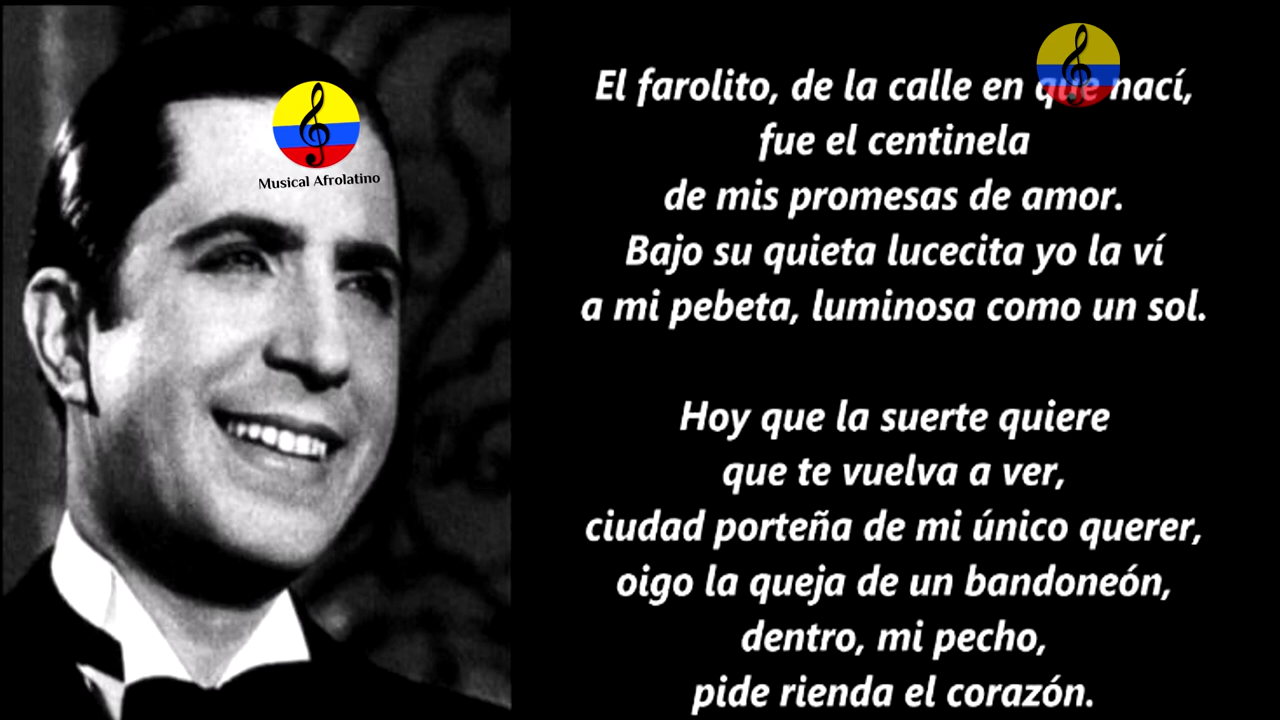 Musical Afrolatino
El farolito, de la calle en que nací,
fue el centinela
de mis promesas de amor.
Bajo su quieta lucecita yo la ví
a mi pebeta, luminosa como un sol.
Hoy que la suerte quiere
que te vuelva a ver,
ciudad porteña de mi único querer,
oigo la queja de un bandoneón,
dentro, mi pecho,
pide rienda el corazón.